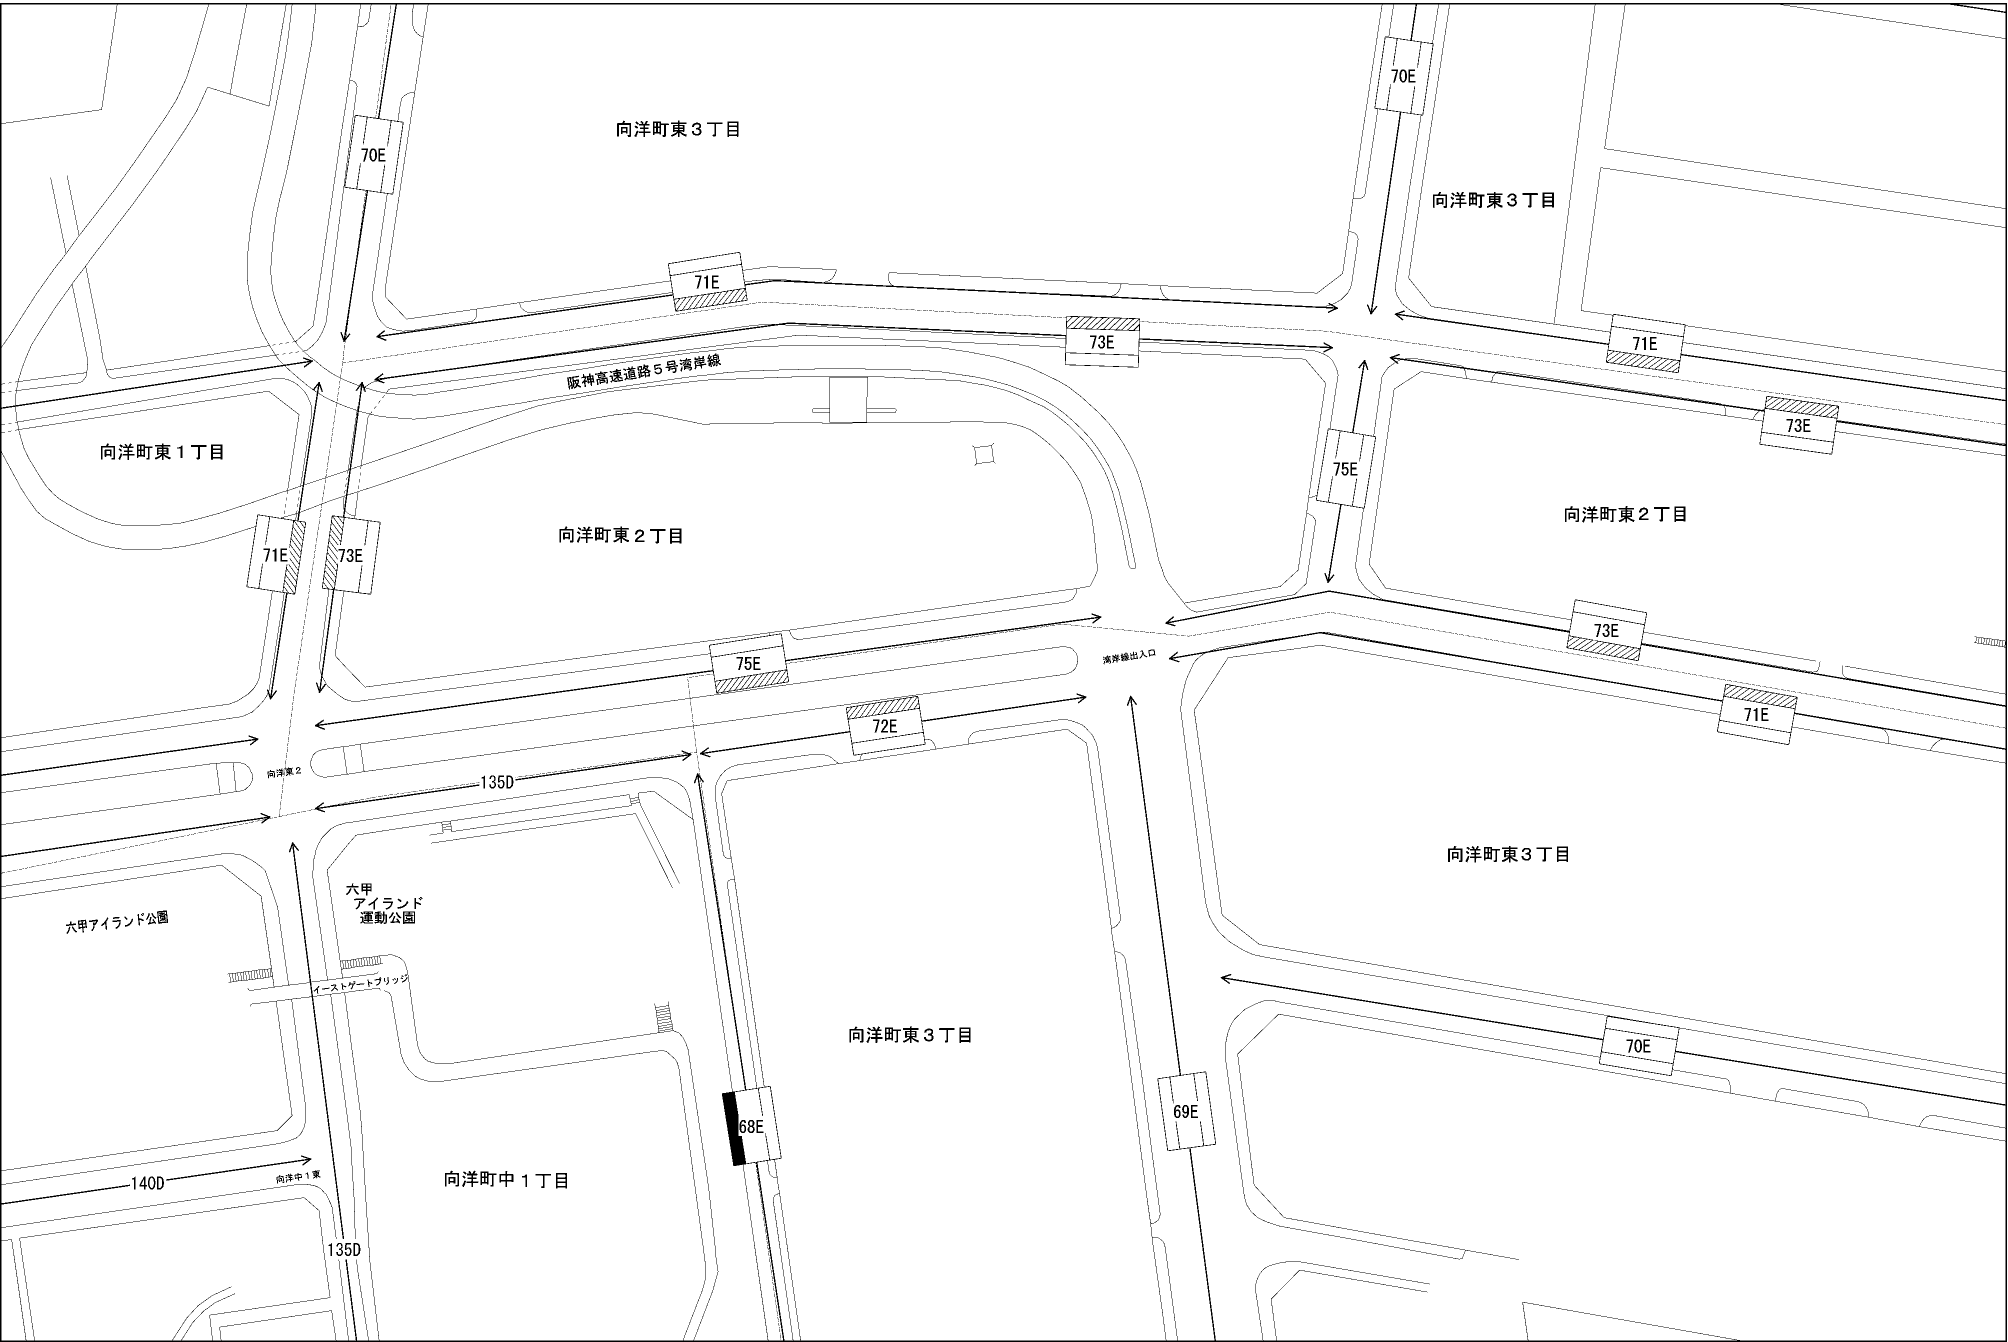 70E
向洋町東３丁目
70E
向洋町東３丁目
71E
73E
71E
阪神高速道路５号湾岸線
73E
向洋町東１丁目
75E
向洋町東２丁目
向洋町東２丁目
71E
73E
75E
湾岸線出入口
73E
72E
71E
向洋東２
135D
向洋町東３丁目
六甲
アイランド
運動公園
六甲アイランド公園
イーストゲートブリッジ
向洋町東３丁目
70E
68E
69E
140D
向洋中１東
向洋町中１丁目
135D